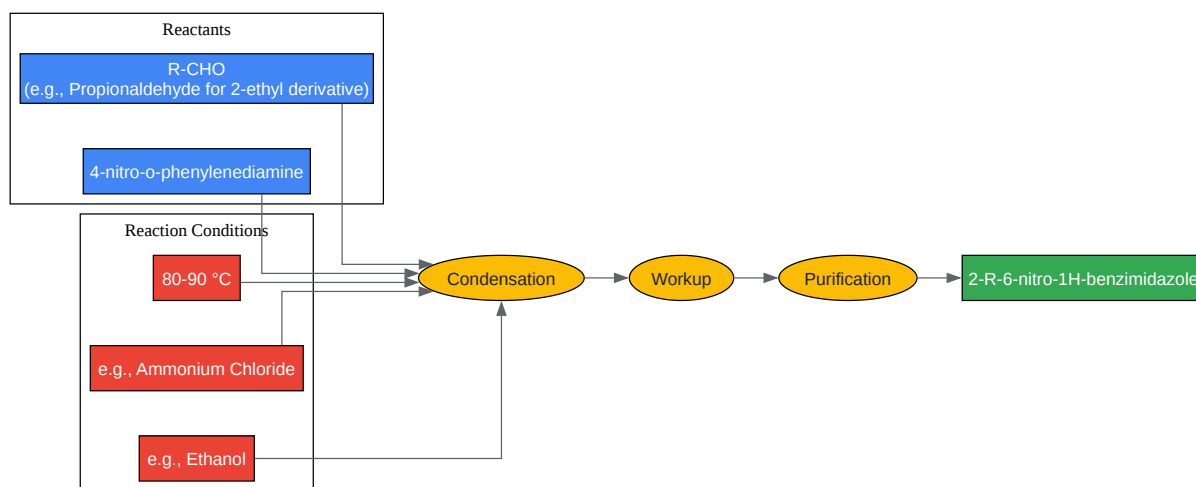 Reactants
R-CHO
(e.g., Propionaldehyde for 2-ethyl derivative)
4-nitro-o-phenylenediamine
Reaction Conditions
80-90 °C
e.g., Ammonium Chloride
e.g., Ethanol
Condensation
Workup
Purification
2-R-6-nitro-1H-benzimidazole